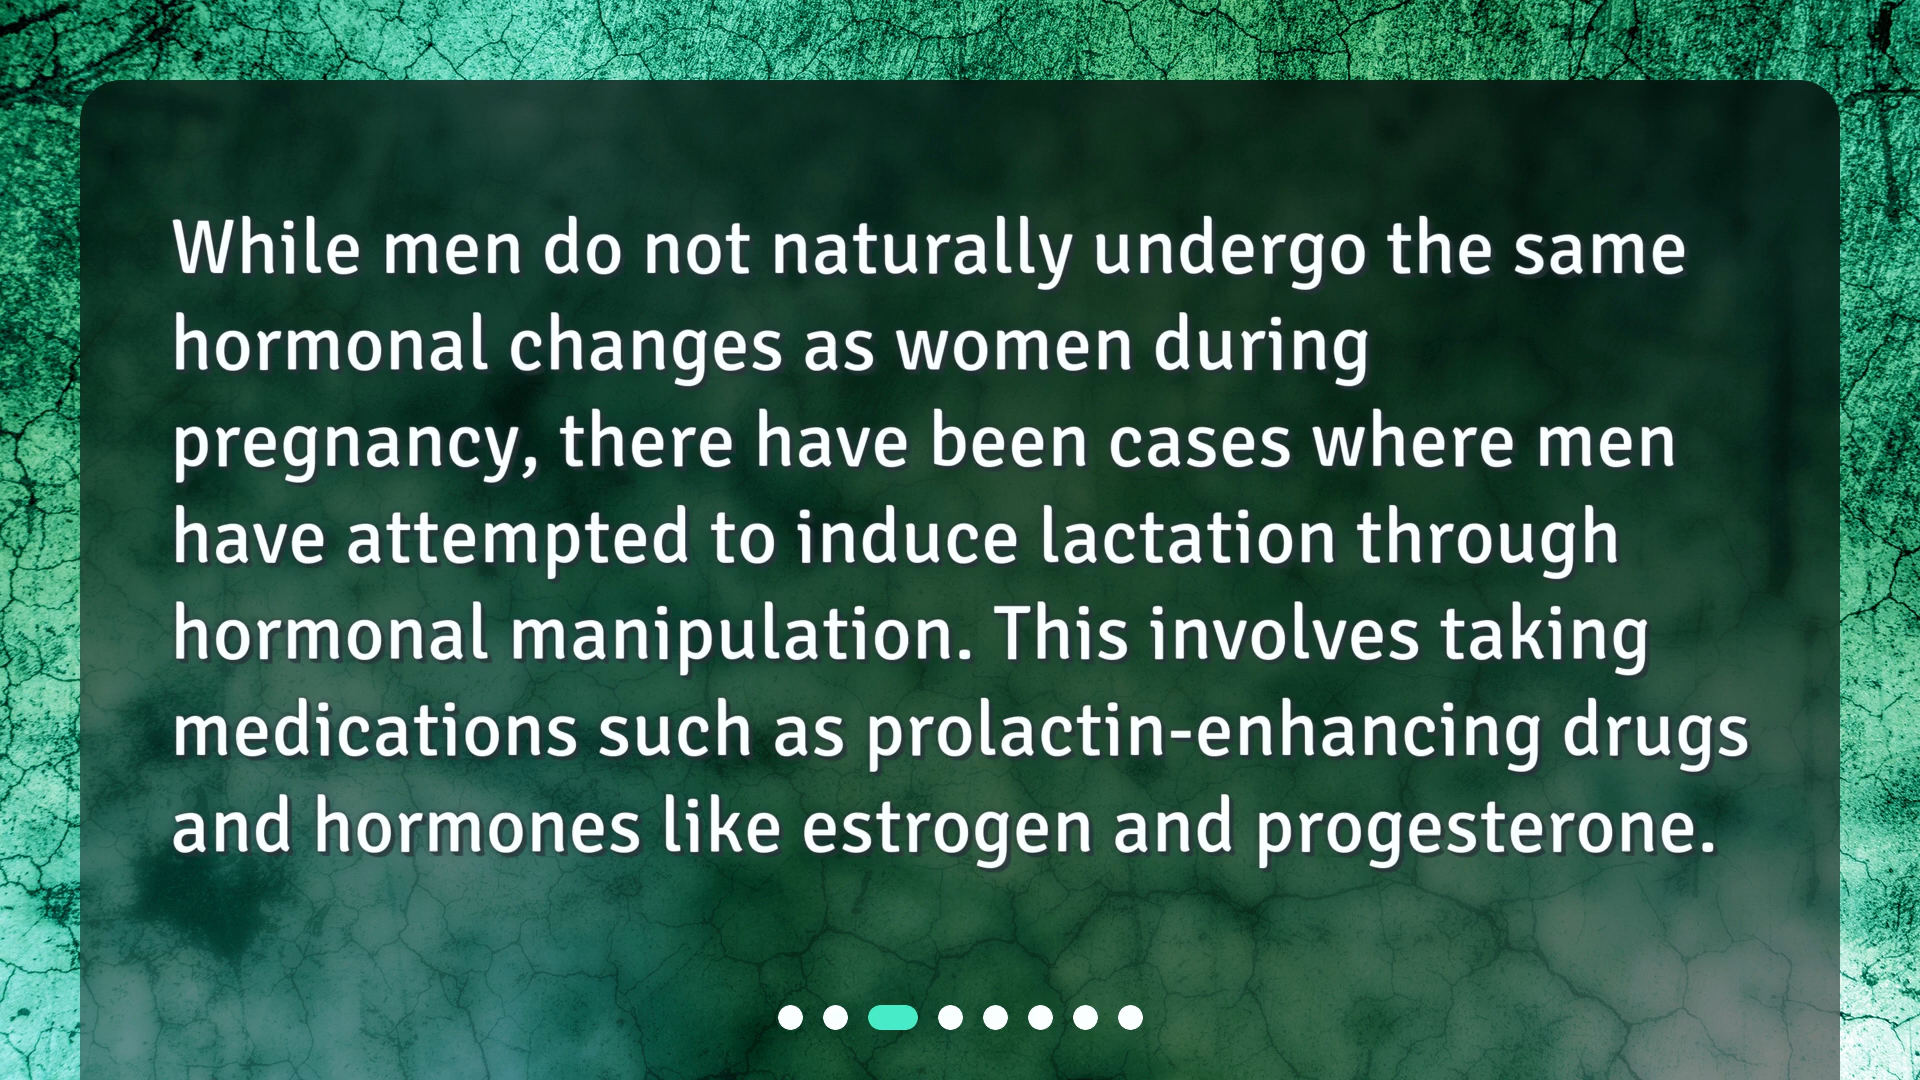 While men do not naturally undergo the same
hormonal changes as women during
pregnancy, there have been cases where men
have attempted to induce lactation through
hormonal manipulation. This involves taking
medications such as prolactin-enhancing drugs
and hormones like estrogen and progesterone.